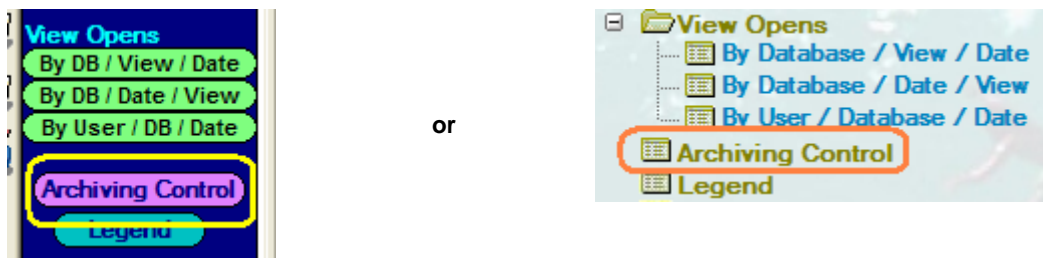 View Opens
By DB / View / Date
By DB / Date / View
By User / DB / Date
Archiving Control
Legend
or
View Opens
By Database / View / Date
By Database / Date / View
By User / Database / Date
Archiving Control
Legend